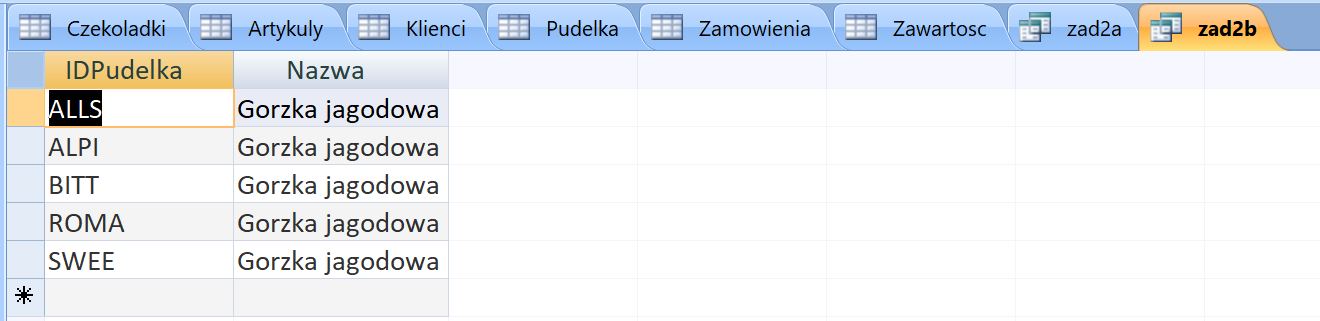 Czekoladki Artykuly Klienci Pudelka Zamowienia Zawartosc zad2a zad2b
IDPudelka Nazwa
ALLS Gorzka jagodowa
ALPI Gorzka jagodowa
BITT Gorzka jagodowa
ROMA Gorzka jagodowa
SWEE Gorzka jagodowa